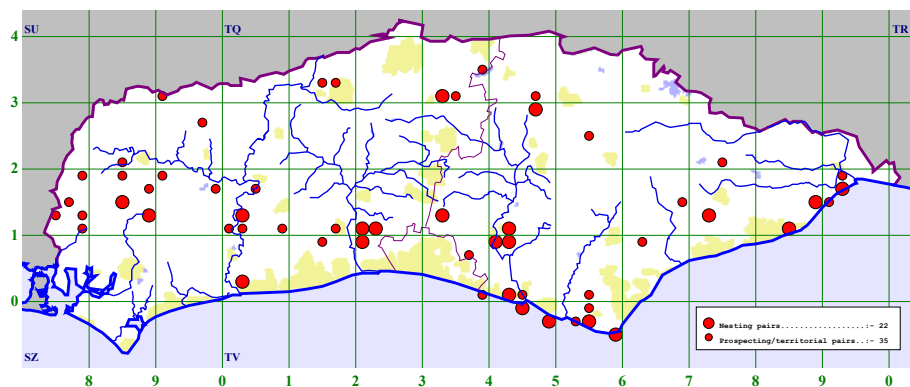 SU TQ TR
4
3
2
1
0
Nesting pairs.................:- 22
Prospecting/territorial pairs..:- 35
SZ TV
8 9 0 1 2 3 4 5 6 7 8 9 0